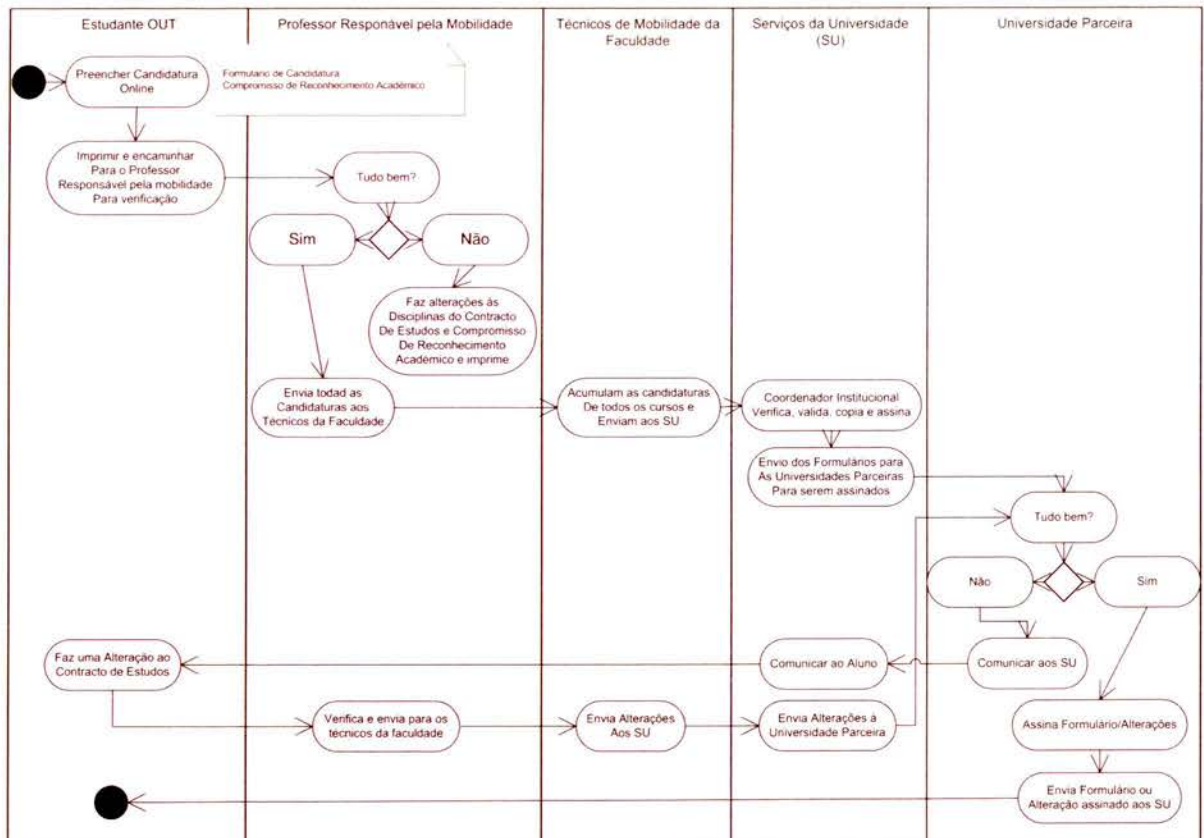 Estudante OUT
Professor Responável pela Mobilidade
Técnicos de Mobilidade da
Faculdade
Serviços da Universidade
(SU)
Universidade Parceira
Preencher Candidatura
Online
Formulario de Candidatura
Compromisso de Reconhecimento Académico
Imprimir e encaminhar
Para o Professor
Responsável pela mobilidade
Para verificação
Tudo bem?
Sim
Não
Faz alterações às
Disciplinas do Contracto
De Estudos e Compromisso
De Reconhecimento
Académico e imprime
Envia todad as
Candidaturas aos
Técnicos da Faculdade
Acumulam as candidaturas
De todos os cursos e
Enviam aos SU
Coordenador Institucional
Verifica, valida, copia e assina
Envio dos Formulários para
As Universidades Parceiras
Para serem assinados
Tudo bem?
Não
Sim
Faz uma Alteração ao
Contracto de Estudos
Comunicar ao Aluno
Comunicar aos SU
Verifica e envia para os
técnicos da faculdade
Envia Alterações
Aos SU
Envia Alterações à
Universidade Parceira
Assina Formulário/Alterações
Envia Formulário ou
Alteração assinado aos SU